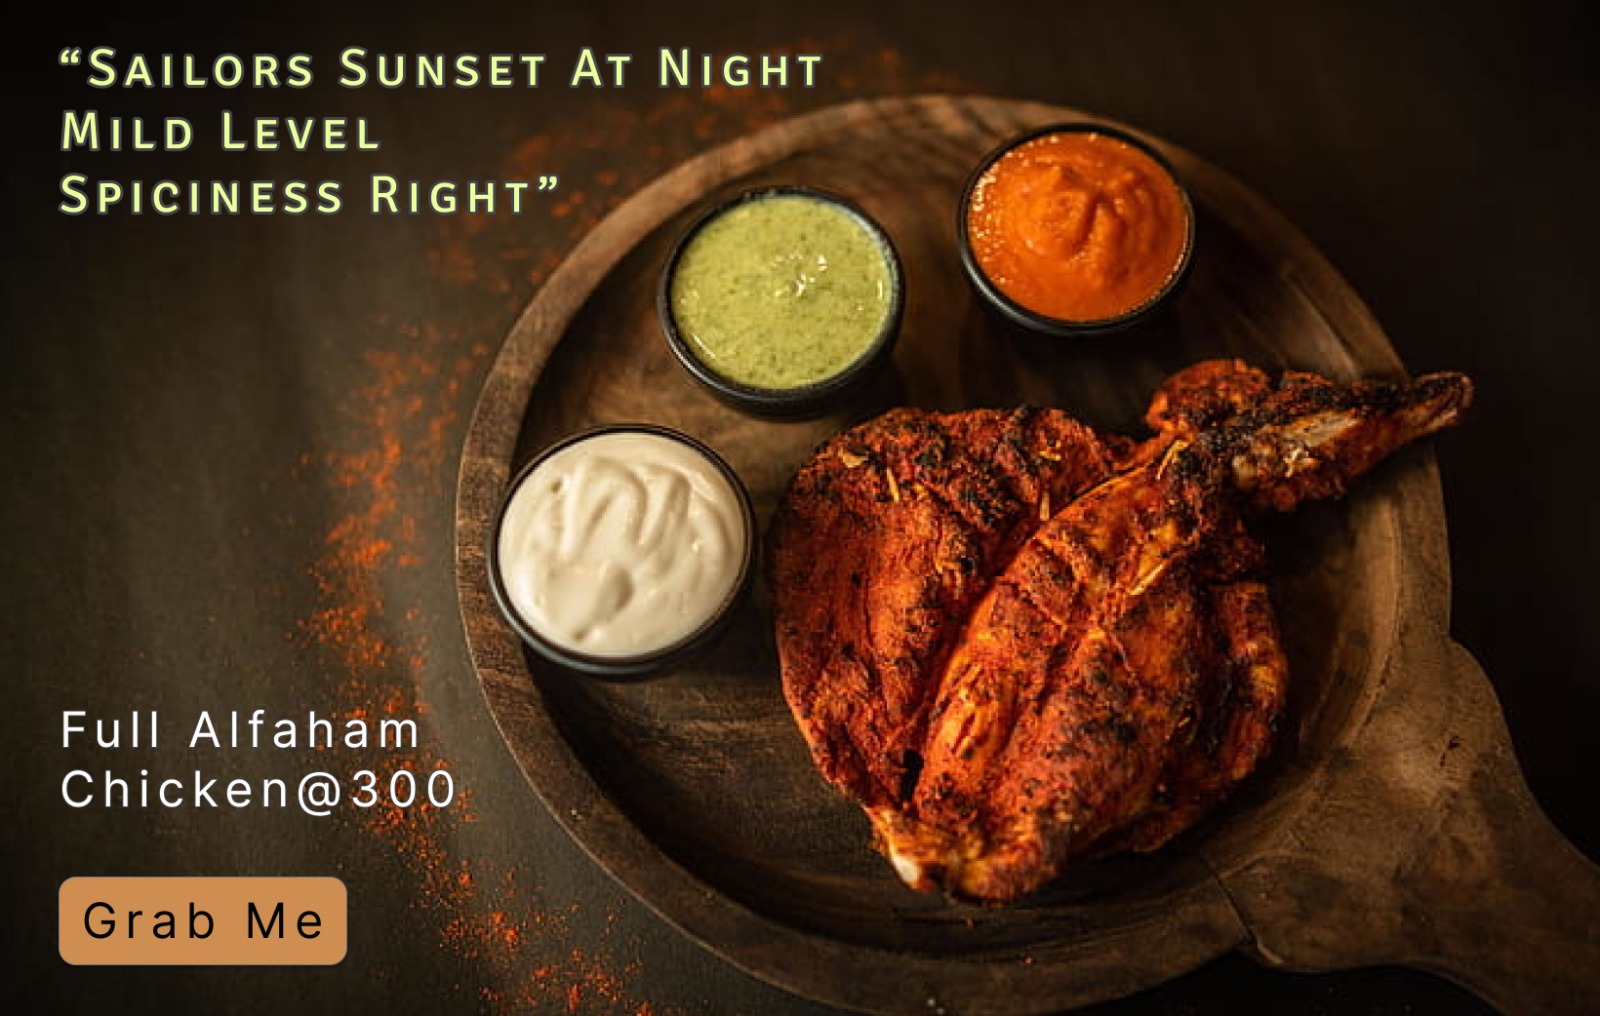 “Sailors Sunset At Night
Mild Level
Spiciness Right”
Full Alfaham
Chicken@300
Grab Me